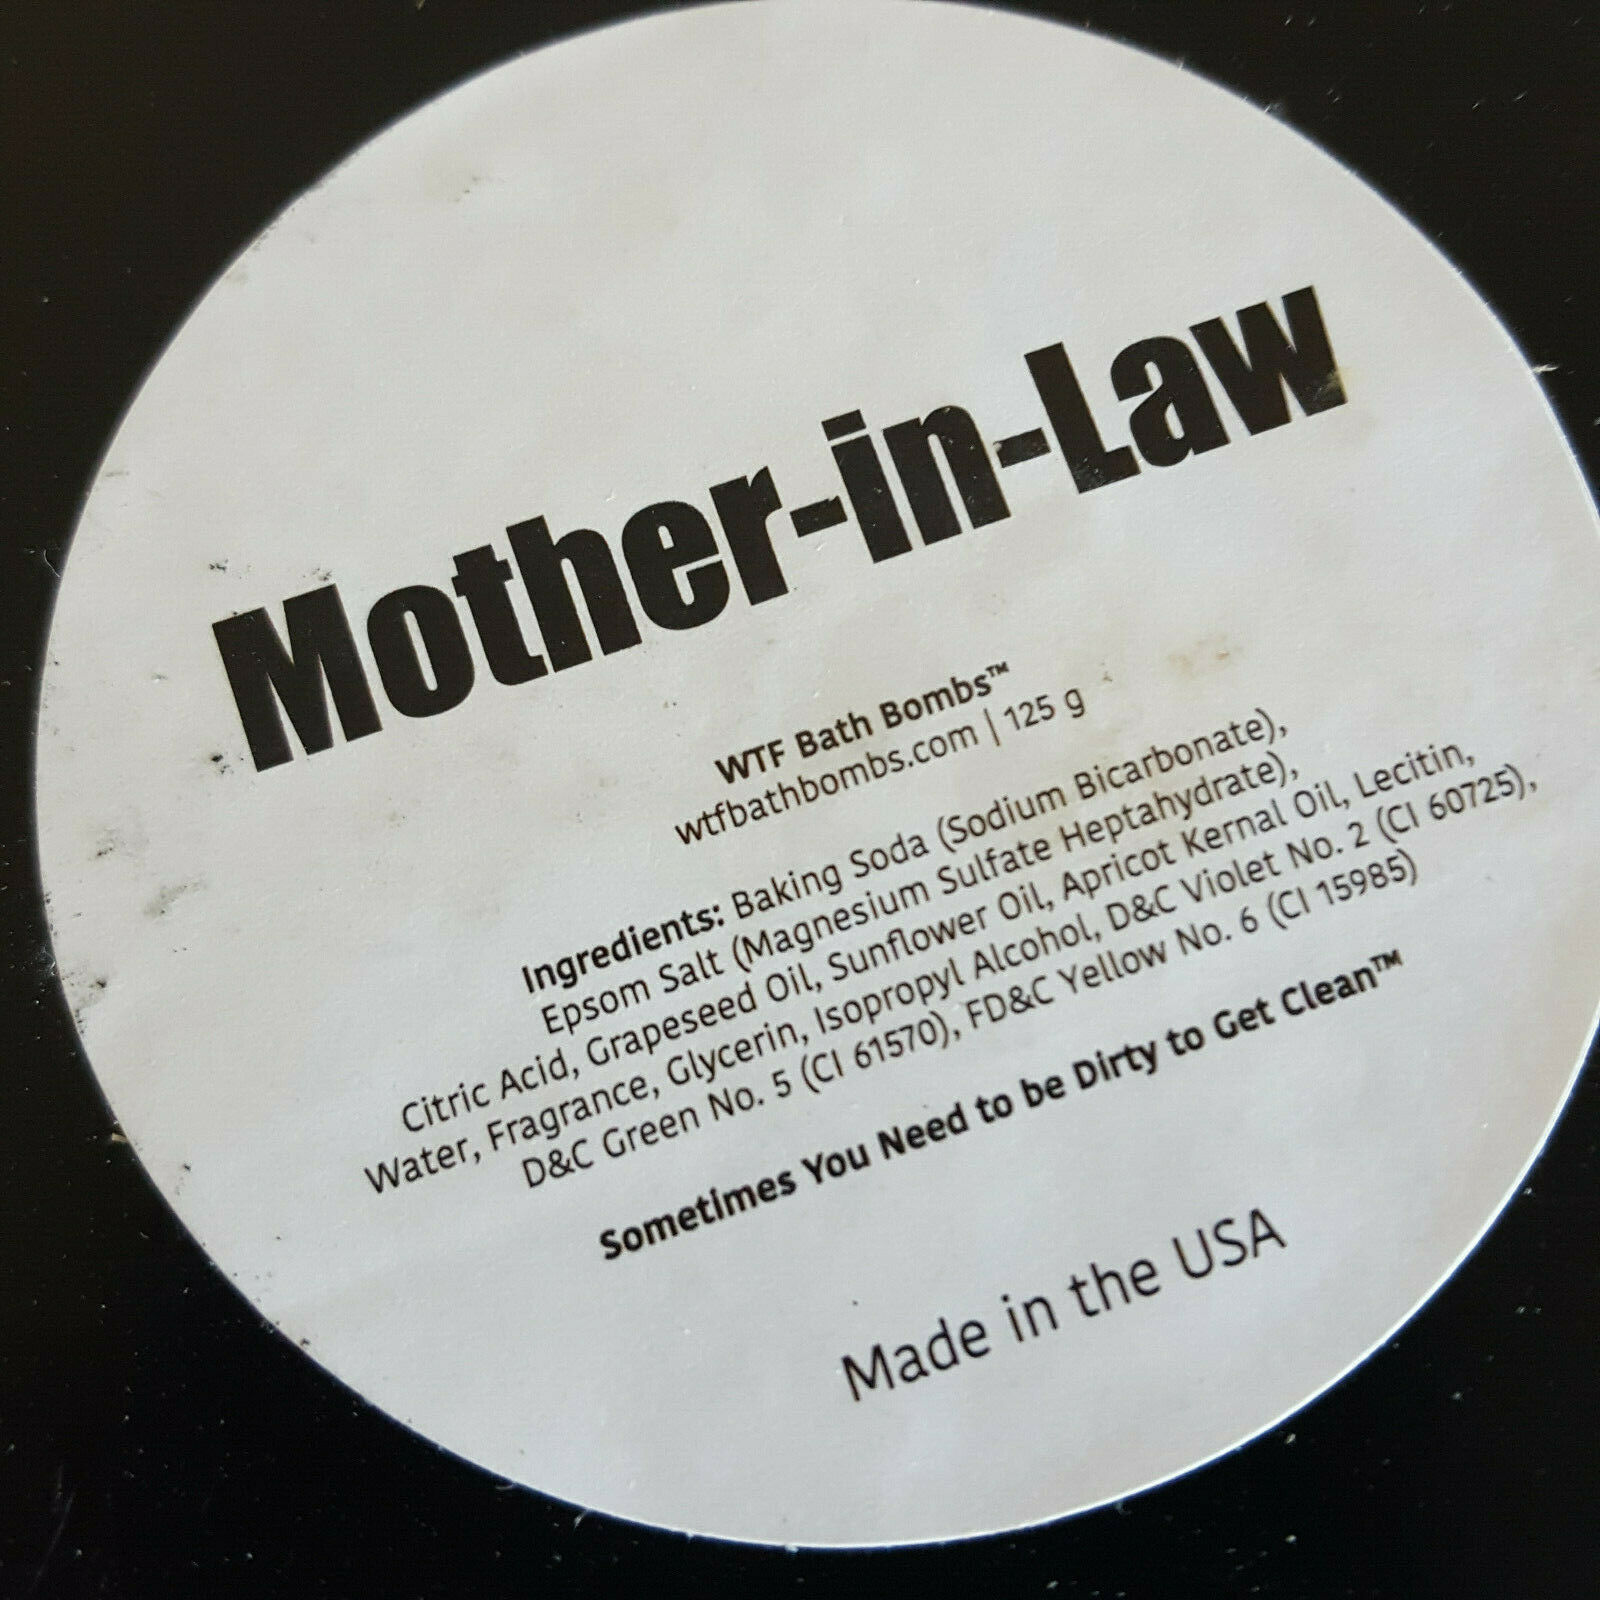 Mother-in-Law
WTF Bath Bombs™
wtfbathbombs.com | 125 g
Ingredients: Baking Soda (Sodium Bicarbonate),
Epsom Salt (Magnesium Sulfate Heptahydrate),
Citric Acid, Grapeseed Oil, Sunflower Oil, Apricot Kernal Oil, Lecitin,
Water, Fragrance, Glycerin, Isopropyl Alcohol, D&C Violet No. 2 (CI 60725),
D&C Green No. 5 (CI 61570), FD&C Yellow No. 6 (CI 15985)
Sometimes You Need to be Dirty to Get Clean™
Made in the USA